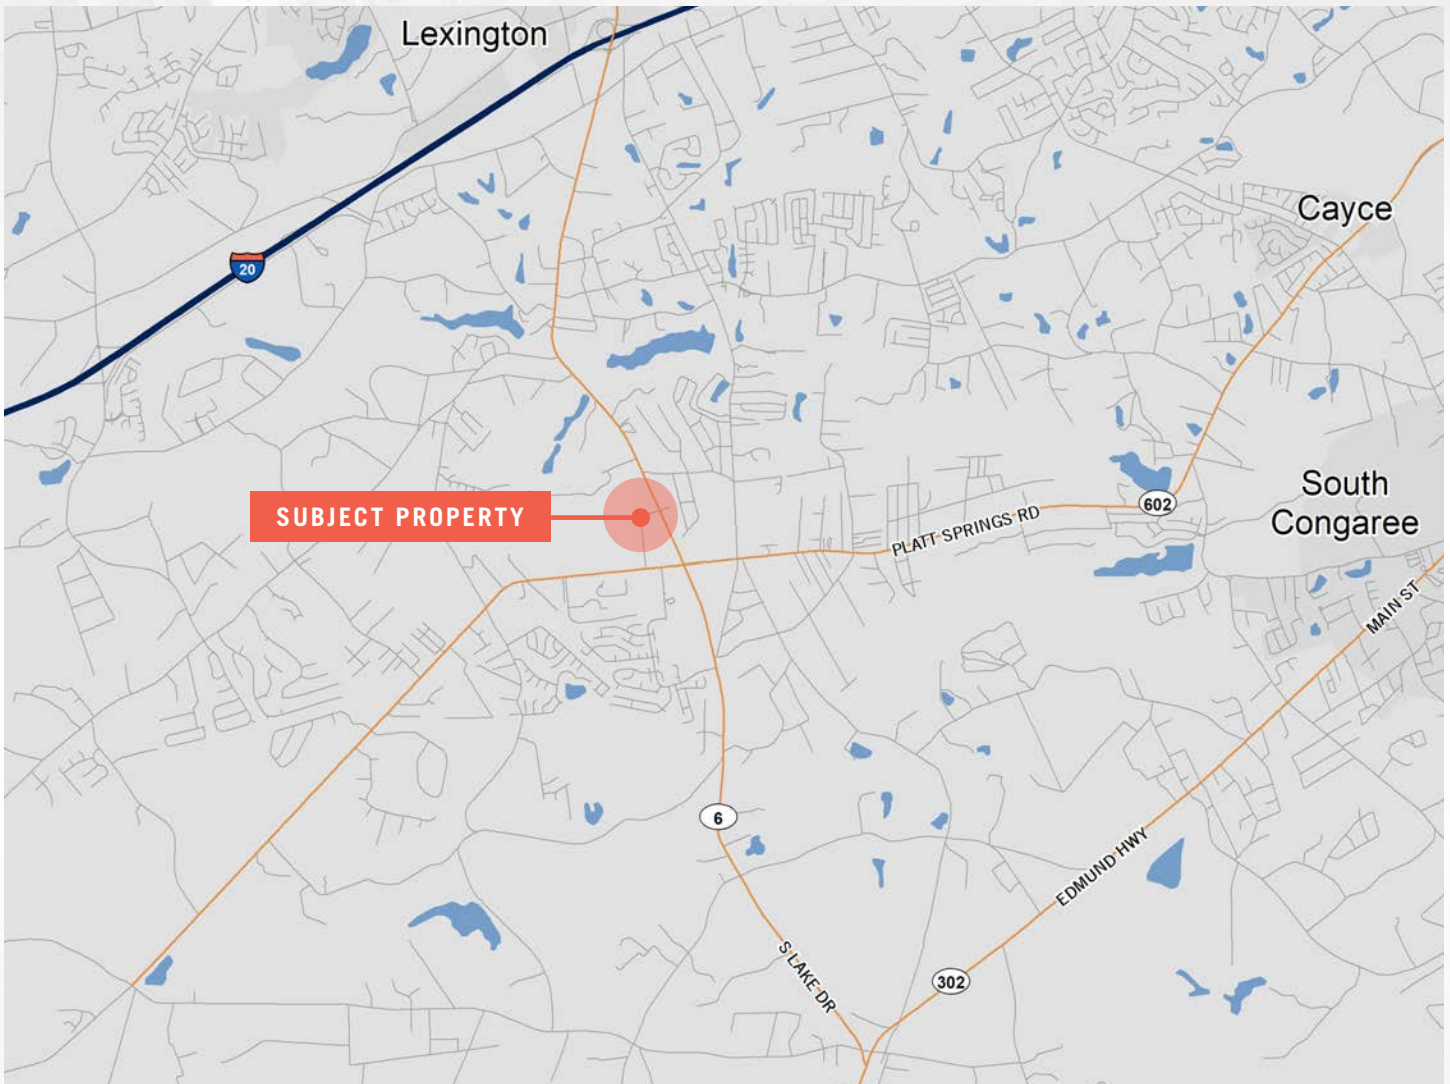 Lexington
Cayce
20
South
Congaree
SUBJECT PROPERTY
602
PLATT SPRINGS RD
MAIN ST
6
EDMUND HWY
S LAKE DR
302